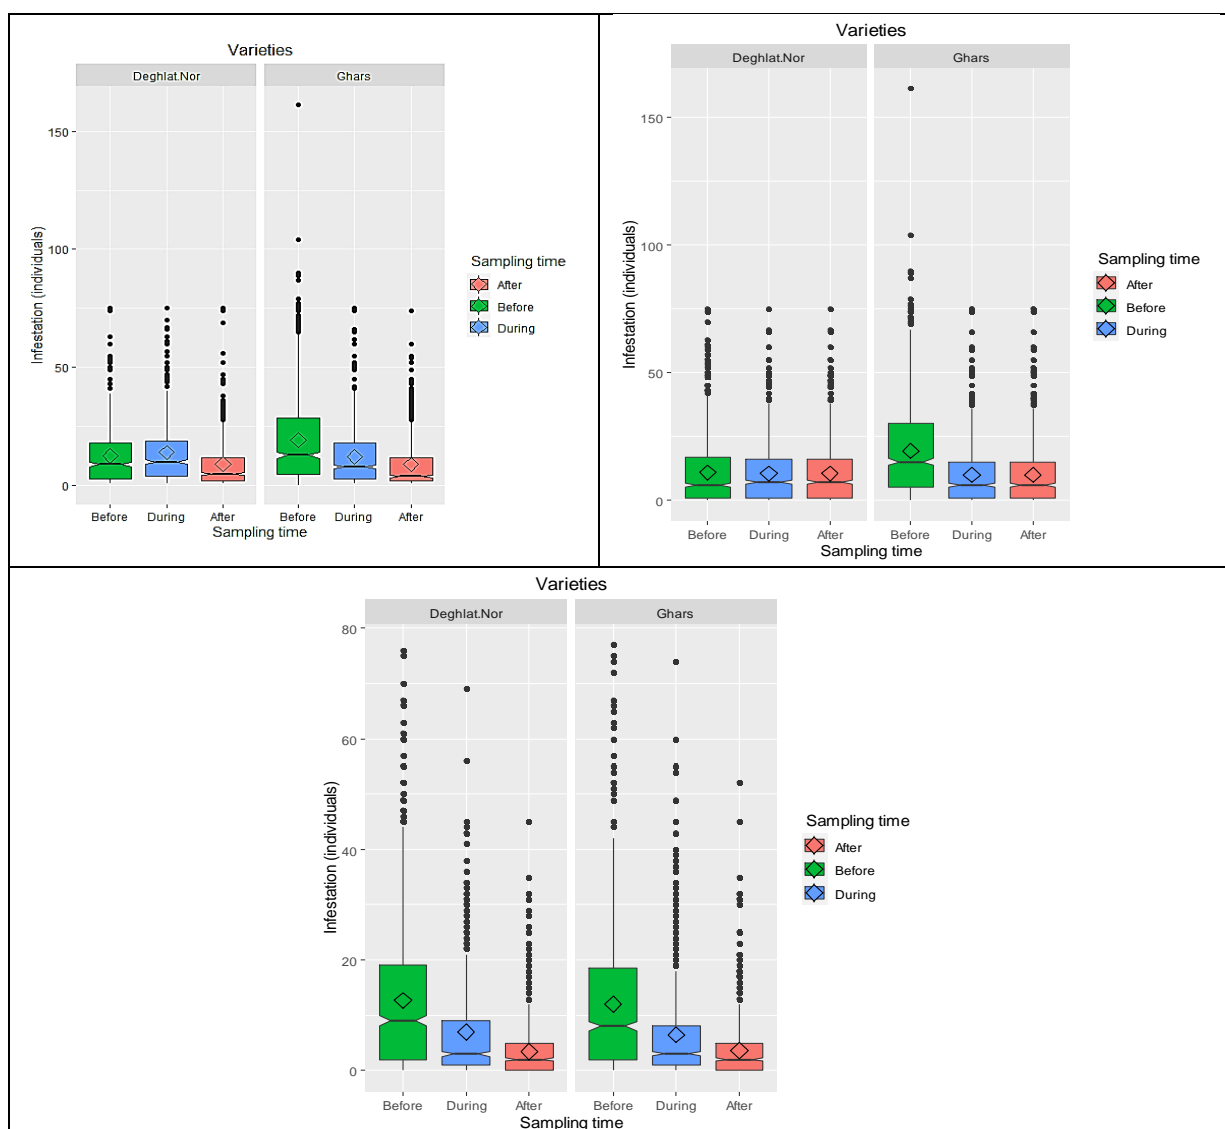 Varieties
Deghlat.Nor Ghars
150
100
50
0
Infestation (individuals)
Before During After Before During After
Sampling time
Sampling time
After
Before
During
Varieties
Deghlat.Nor Ghars
150
100
50
0
Infestation (individuals)
Before During After Before During After
Sampling time
Sampling time
After
Before
During
Varieties
Deghlat.Nor Ghars
80
60
40
20
0
Infestation (individuals)
Before During After Before During After
Sampling time
Sampling time
After
Before
During